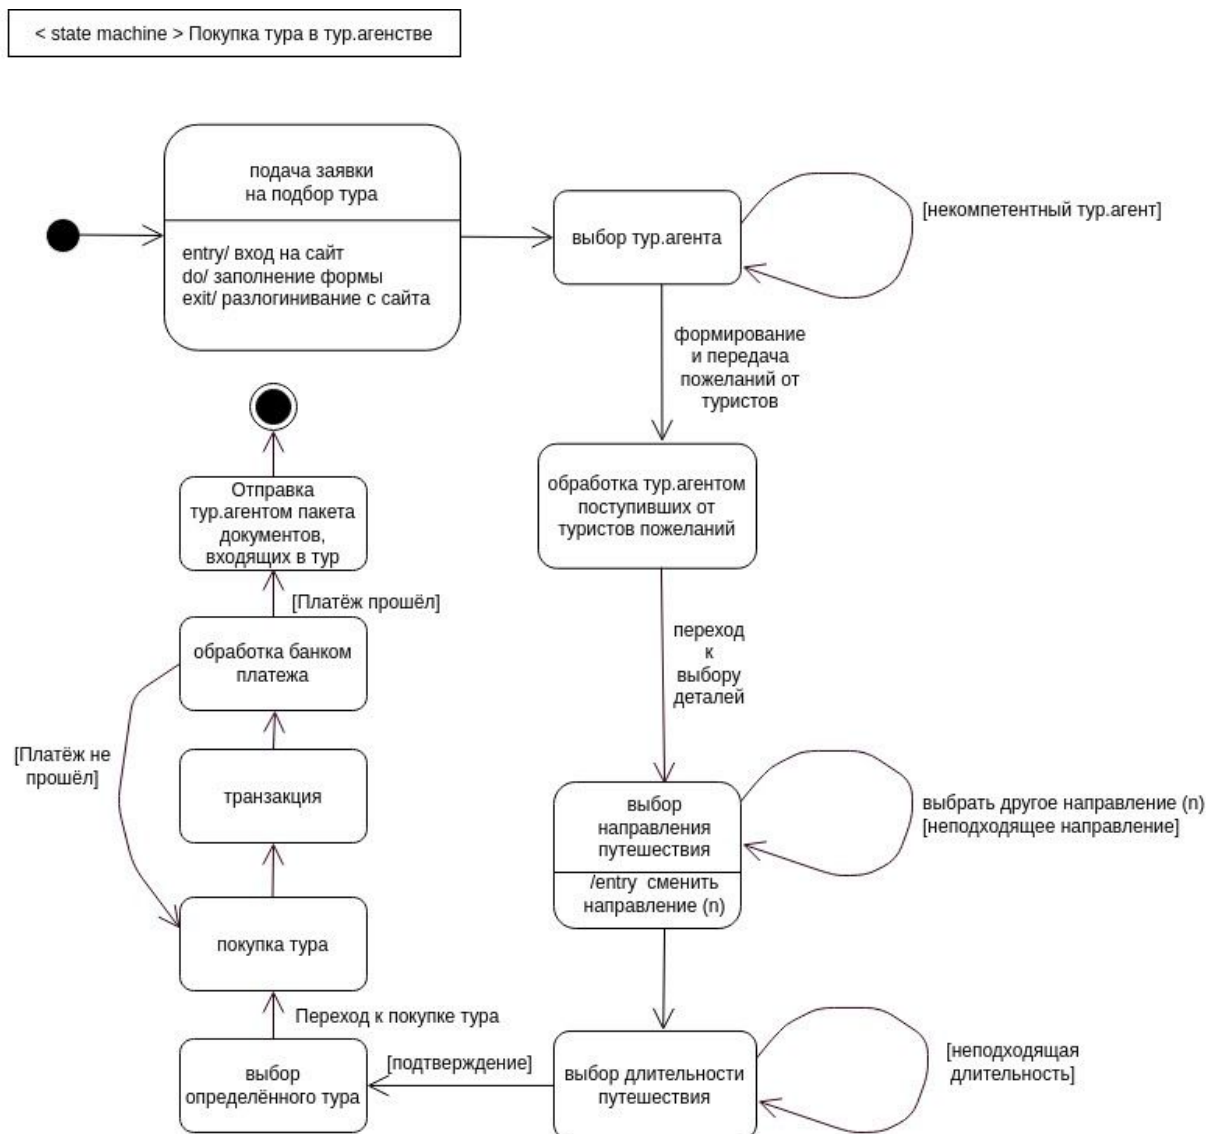 < state machine > Покупка тура в тур.агенстве
подача заявки
на подбор тура
entry/ вход на сайт
do/ заполнение формы
exit/ разлогинивание с сайта
выбор тур.агента
[некомпетентный тур.агент]
формирование
и передача
пожеланий от
туристов
обработка тур.агентом
поступивших от
туристов пожеланий
переход
к
выбору
деталей
выбор
направления
путешествия
/entry сменить
направление (n)
выбрать другое направление (n)
[неподходящее направление]
выбор длительности
путешествия
[неподходящая
длительность]
[подтверждение]
выбор
определённого тура
Переход к покупке тура
покупка тура
транзакция
обработка банком
платежа
[Платёж не
прошёл]
[Платёж прошёл]
Отправка
тур.агентом пакета
документов,
входящих в тур